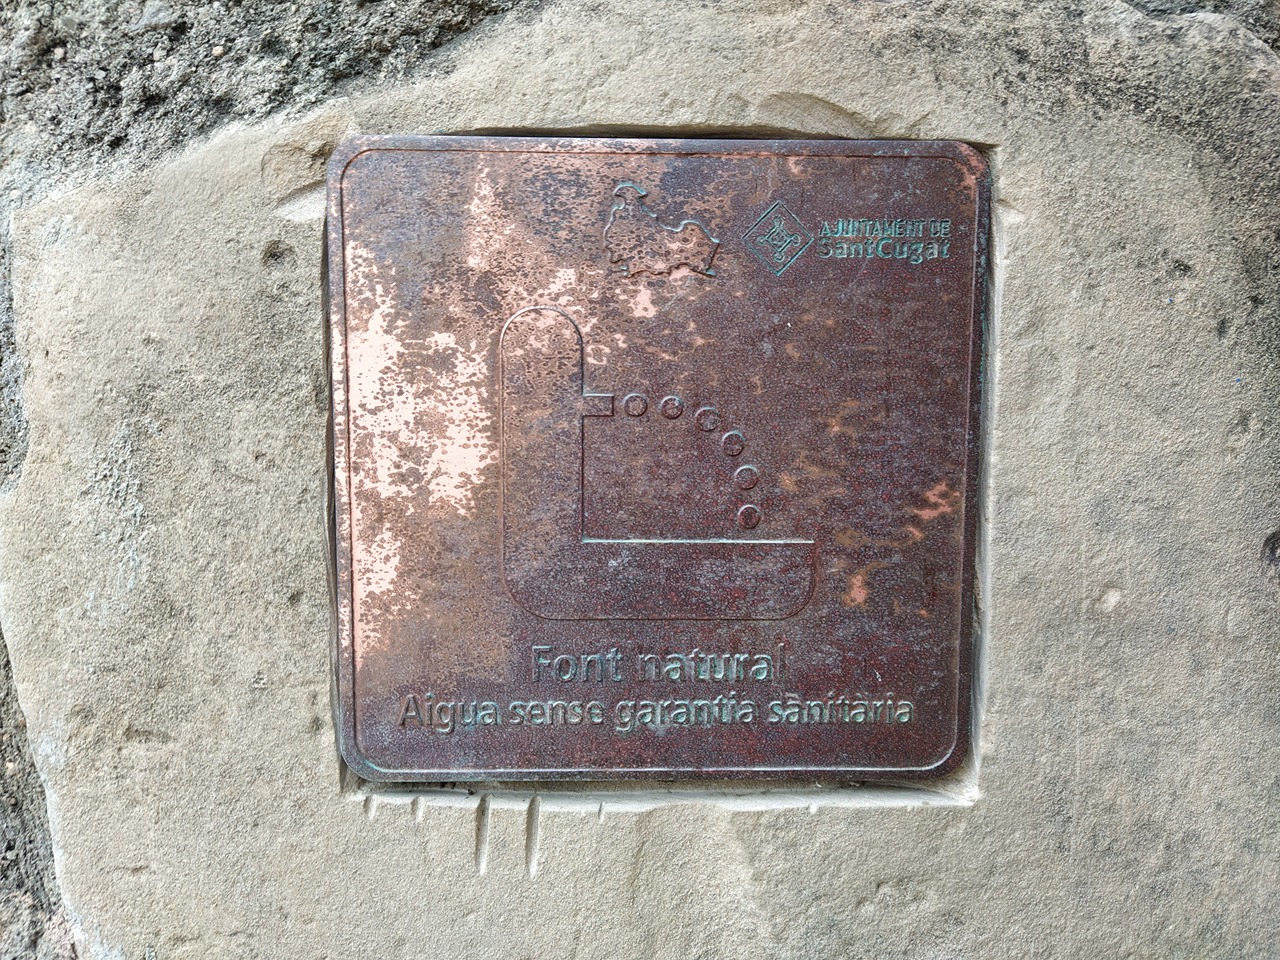 AJUNTAMENT DE
SantCugat
Font natural
Aigua sense garantia sanitària